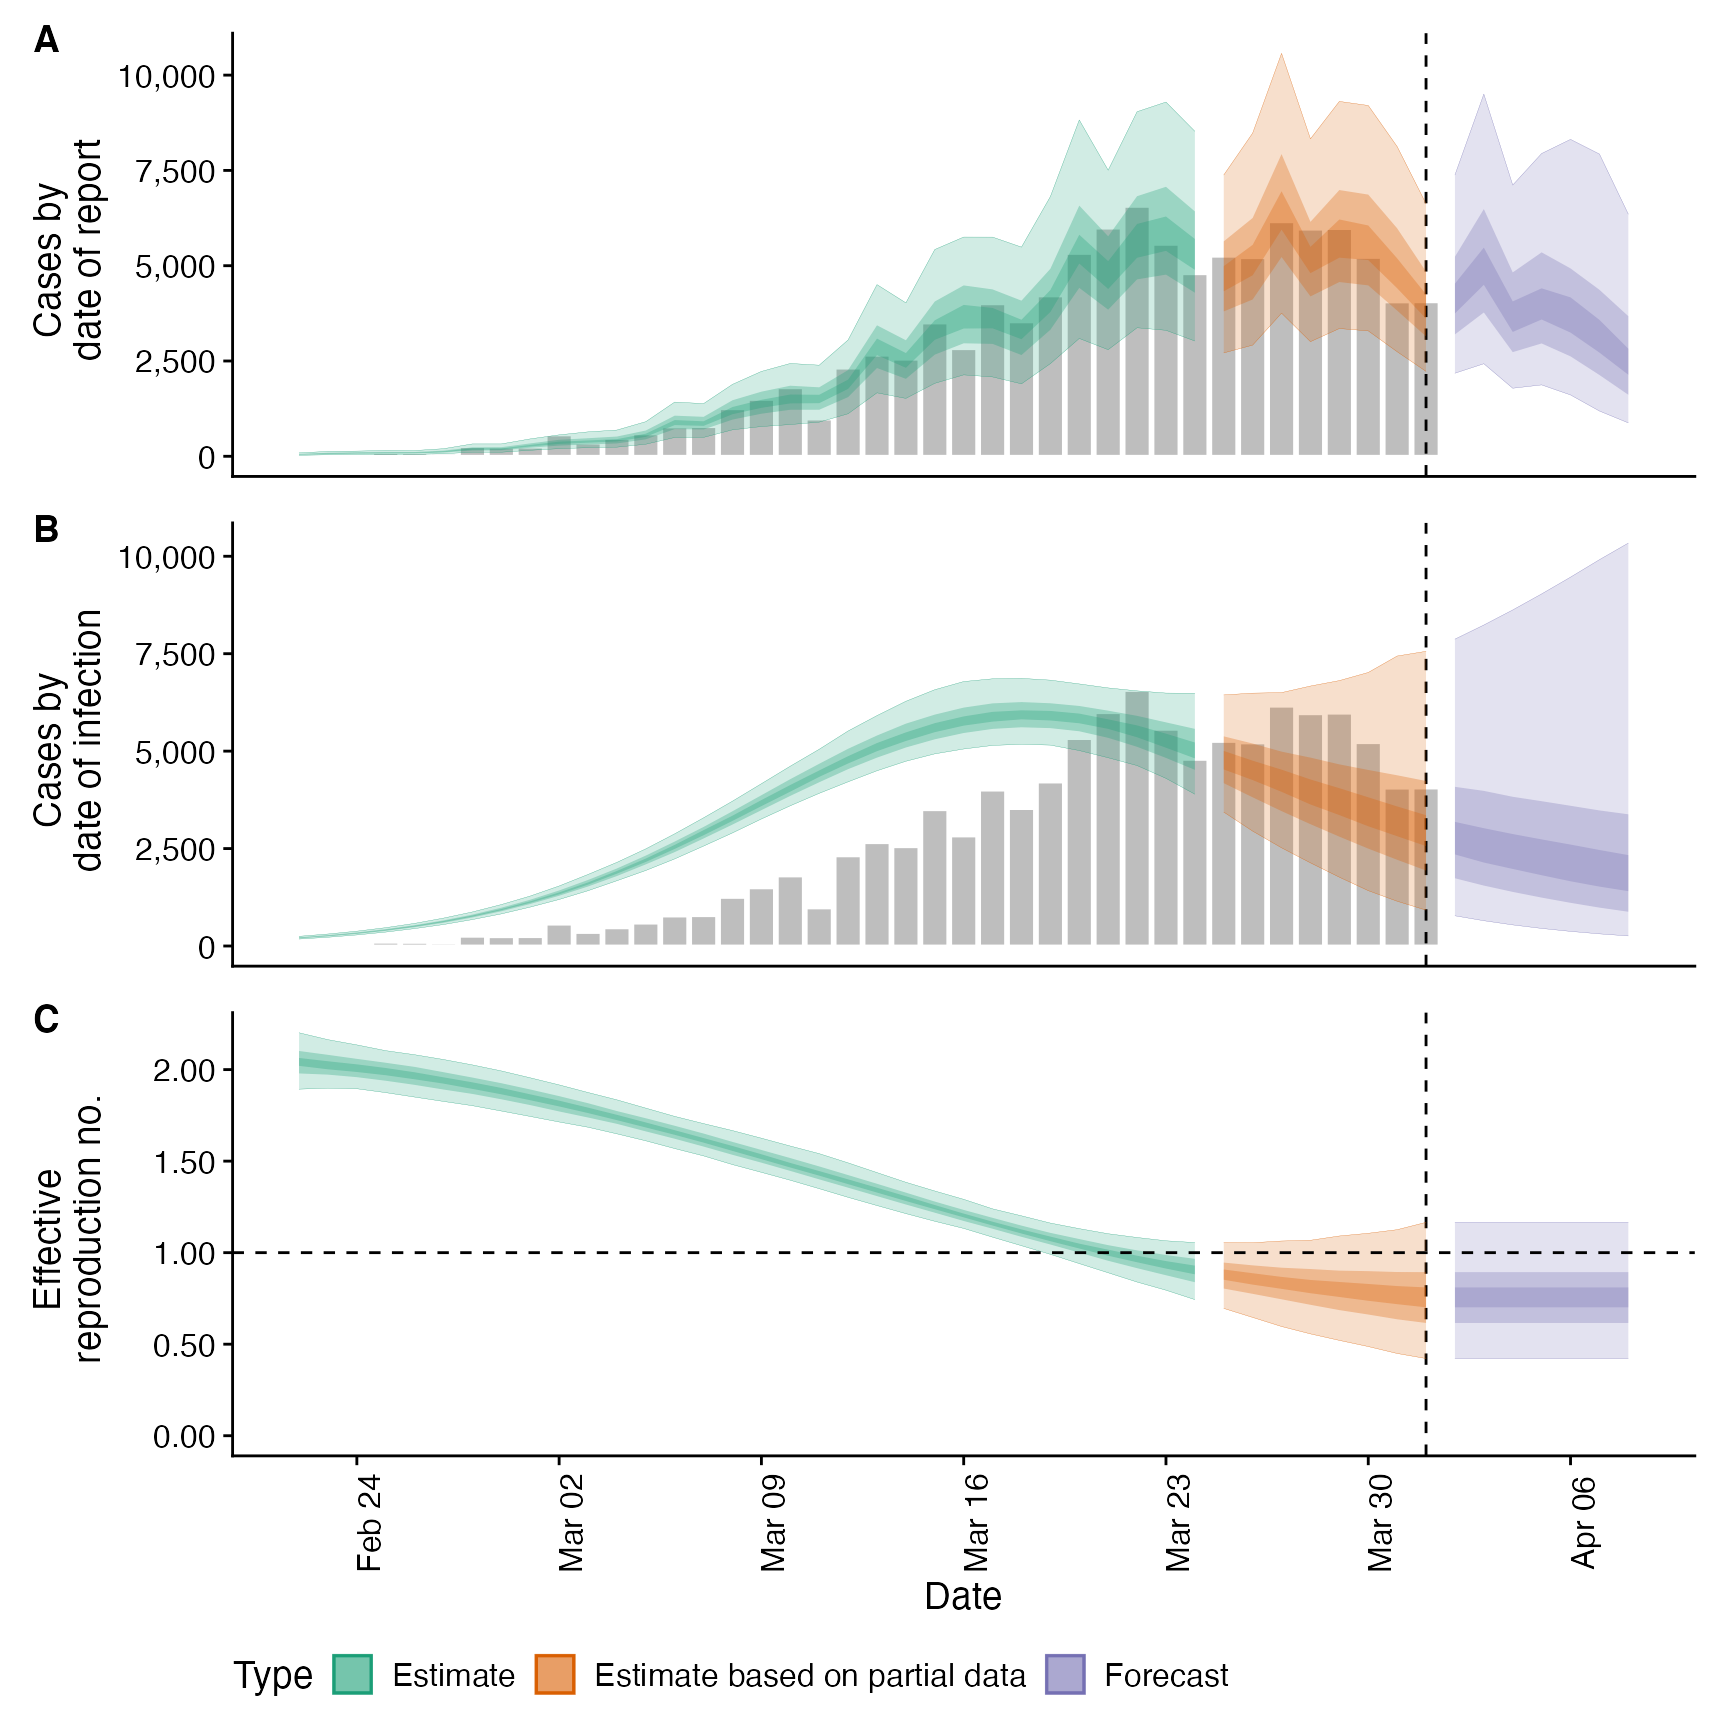 A
Cases by
date of report
10,000
7,500
5,000
2,500
0
B
Cases by
date of infection
10,000
7,500
5,000
2,500
0
C
Effective
reproduction no.
2.00
1.50
1.00
0.50
0.00
Feb 24
Mar 02
Mar 09
Mar 16
Mar 23
Mar 30
Apr 06
Date
Type Estimate Estimate based on partial data Forecast